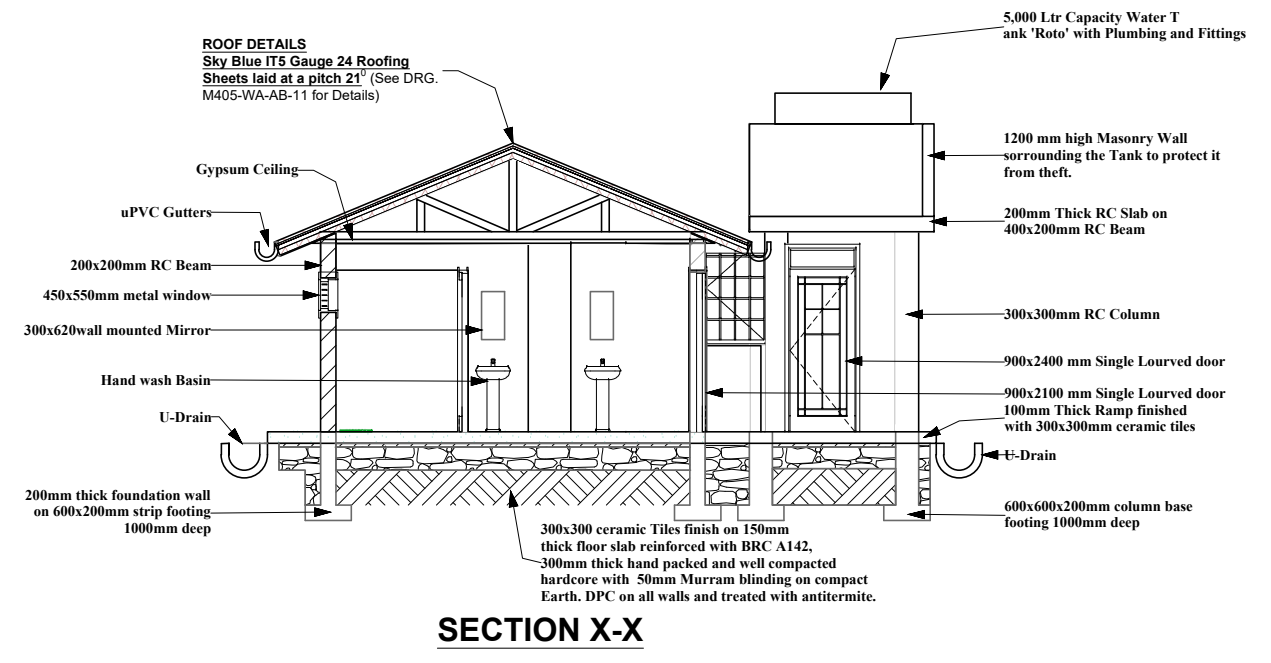 5,000 Ltr Capacity Water T
ank 'Roto' with Plumbing and Fittings
ROOF DETAILS
Sky Blue IT5 Gauge 24 Roofing
Sheets laid at a pitch 21⁰ (See DRG.
M405-WA-AB-11 for Details)
1200 mm high Masonry Wall
sorrounding the Tank to protect it
from theft.
Gypsum Ceiling
uPVC Gutters
200mm Thick RC Slab on
400x200mm RC Beam
200x200mm RC Beam
450x550mm metal window
300x620wall mounted Mirror
300x300mm RC Column
Hand wash Basin
900x2400 mm Single Lourved door
900x2100 mm Single Lourved door
U-Drain
100mm Thick Ramp finished
with 300x300mm ceramic tiles
U-Drain
200mm thick foundation wall
on 600x200mm strip footing
1000mm deep
600x600x200mm column base
footing 1000mm deep
300x300 ceramic Tiles finish on 150mm
thick floor slab reinforced with BRC A142,
300mm thick hand packed and well compacted
hardcore with 50mm Murram blinding on compact
Earth. DPC on all walls and treated with antitermite.
SECTION X-X